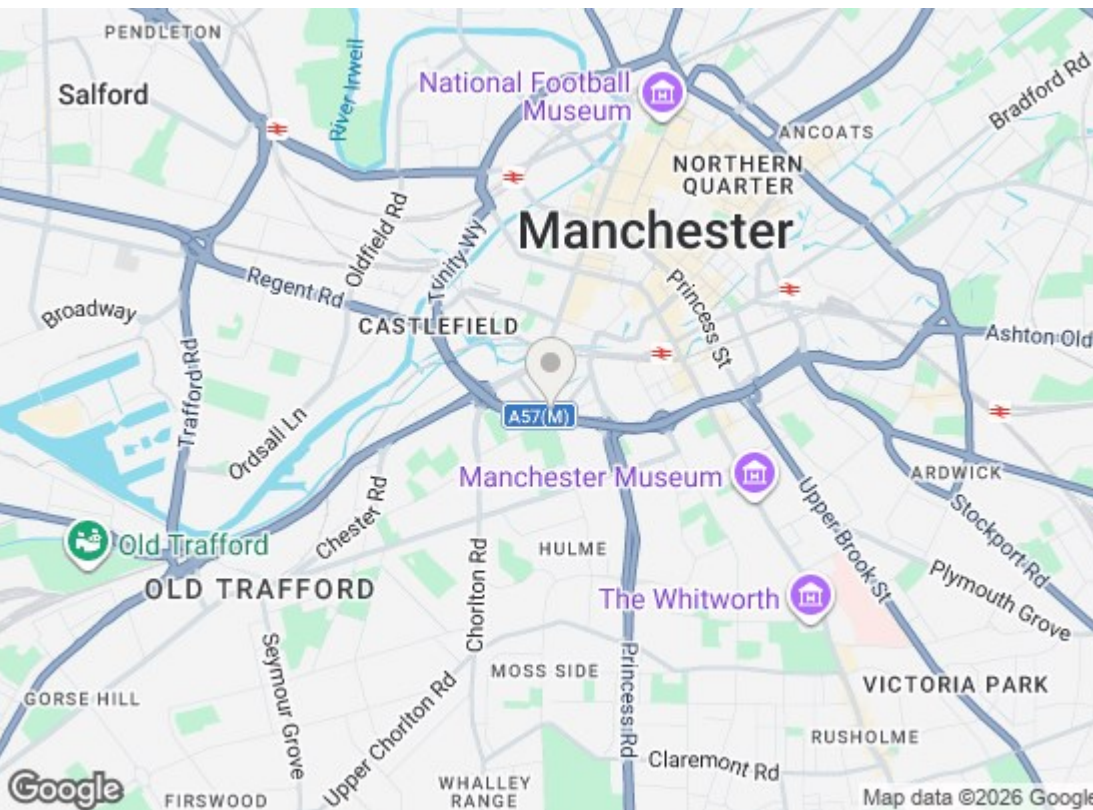 PENDLETON
Salford
River Irwell
National Football
Museum
ANCOATS
Bradford Rd
NORTHERN
QUARTER
Manchester
Oldfield Rd
Trinity Wy
Regent Rd
Princess St
Broadway
CASTLEFIELD
Ashton Old
Trafford Rd
A57(M)
Ordsall Ln
Manchester Museum
ARDWICK
Chester Rd
Upper Brook St
Stockport Rd
Old Trafford
HULME
OLD TRAFFORD
Chorlton Rd
The Whitworth
Plymouth Grove
Seymour Grove
MOSS SIDE
Princess Rd
VICTORIA PARK
GORSE HILL
Upper Chorlton Rd
RUSHOLME
Claremont Rd
WHALLEY
RANGE
Google
FIRSWOOD
Map data ©2026 Google